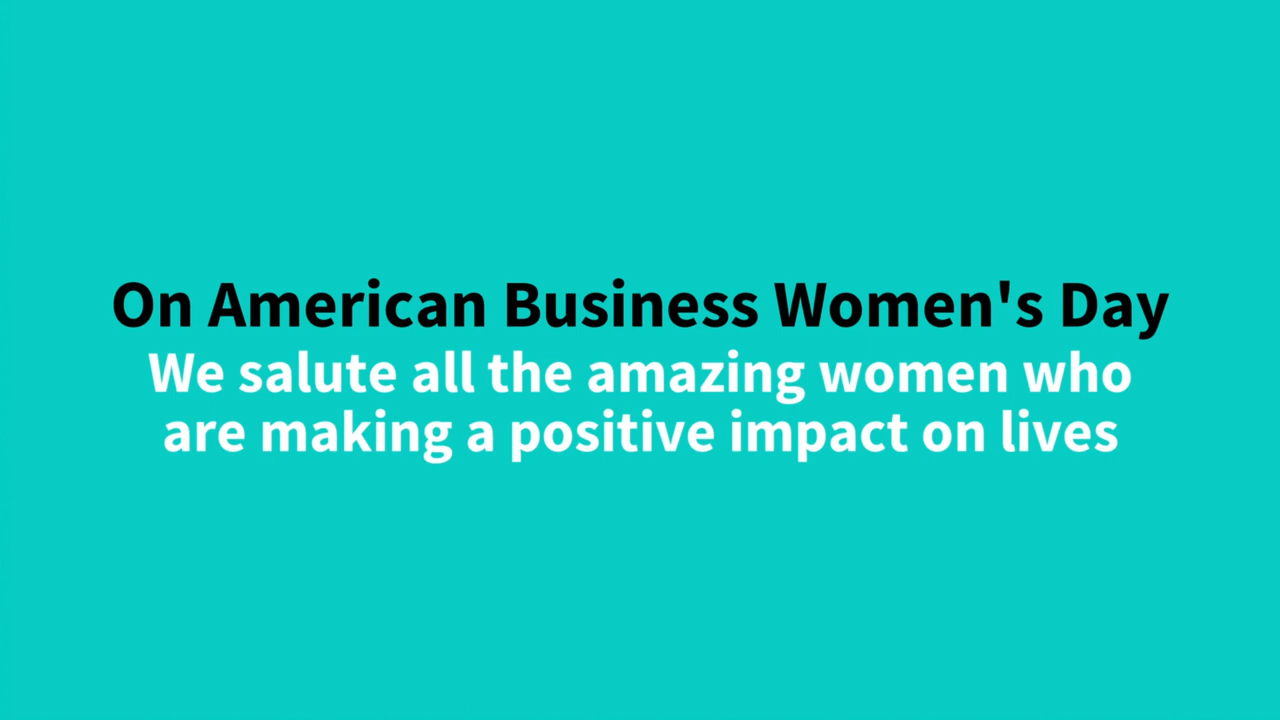 On American Business Women's Day
We salute all the amazing women who
are making a positive impact on lives